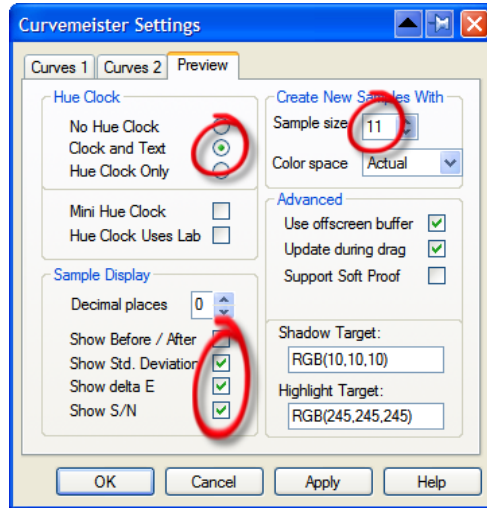 Curvemeister Settings
Curves 1 Curves 2 Preview
Hue Clock
No Hue Clock
Clock and Text
Hue Clock Only
Mini Hue Clock
Hue Clock Uses Lab
Sample Display
Decimal places 0
Show Before / After
Show Std. Deviation
Show delta E
Show S/N
Create New Samples With
Sample size 11
Color space Actual
Advanced
Use offscreen buffer
Update during drag
Support Soft Proof
Shadow Target:
RGB(10,10,10)
Highlight Target:
RGB(245,245,245)
OK Cancel Apply Help